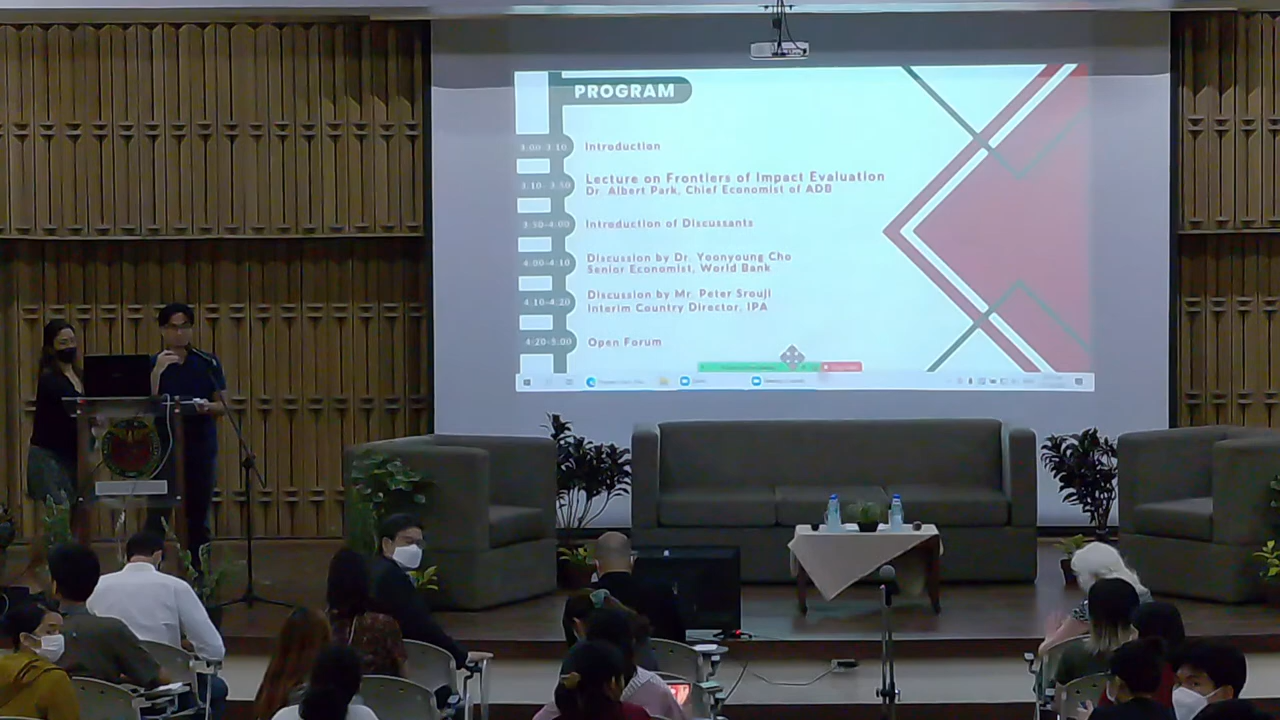 PROGRAM
3:00-3:10 Introduction
3:10-3:50 Lecture on Frontiers of Impact Evaluation
Dr. Albert Park, Chief Economist of ADB
3:50-4:00 Introduction of Discussants
4:00-4:10 Discussion by Dr. Yoonyoung Cho
Senior Economist, World Bank
4:10-4:20 Discussion by Mr. Peter Srouji
Interim Country Director, IPA
4:20-5:00 Open Forum